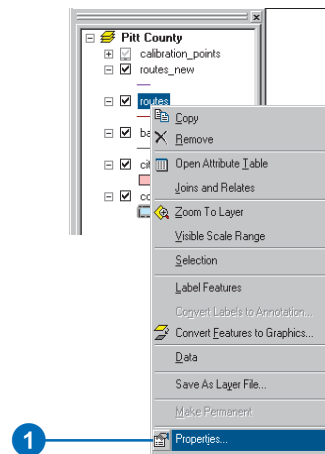 Pitt County
calibration_points
routes_new
routes
ba
cit
co
Copy
Remove
Open Attribute Table
Joins and Relates
Zoom To Layer
Visible Scale Range
Selection
Label Features
Convert Labels to Annotation...
Convert Features to Graphics...
Data
Save As Layer File...
Make Permanent
Properties...
1